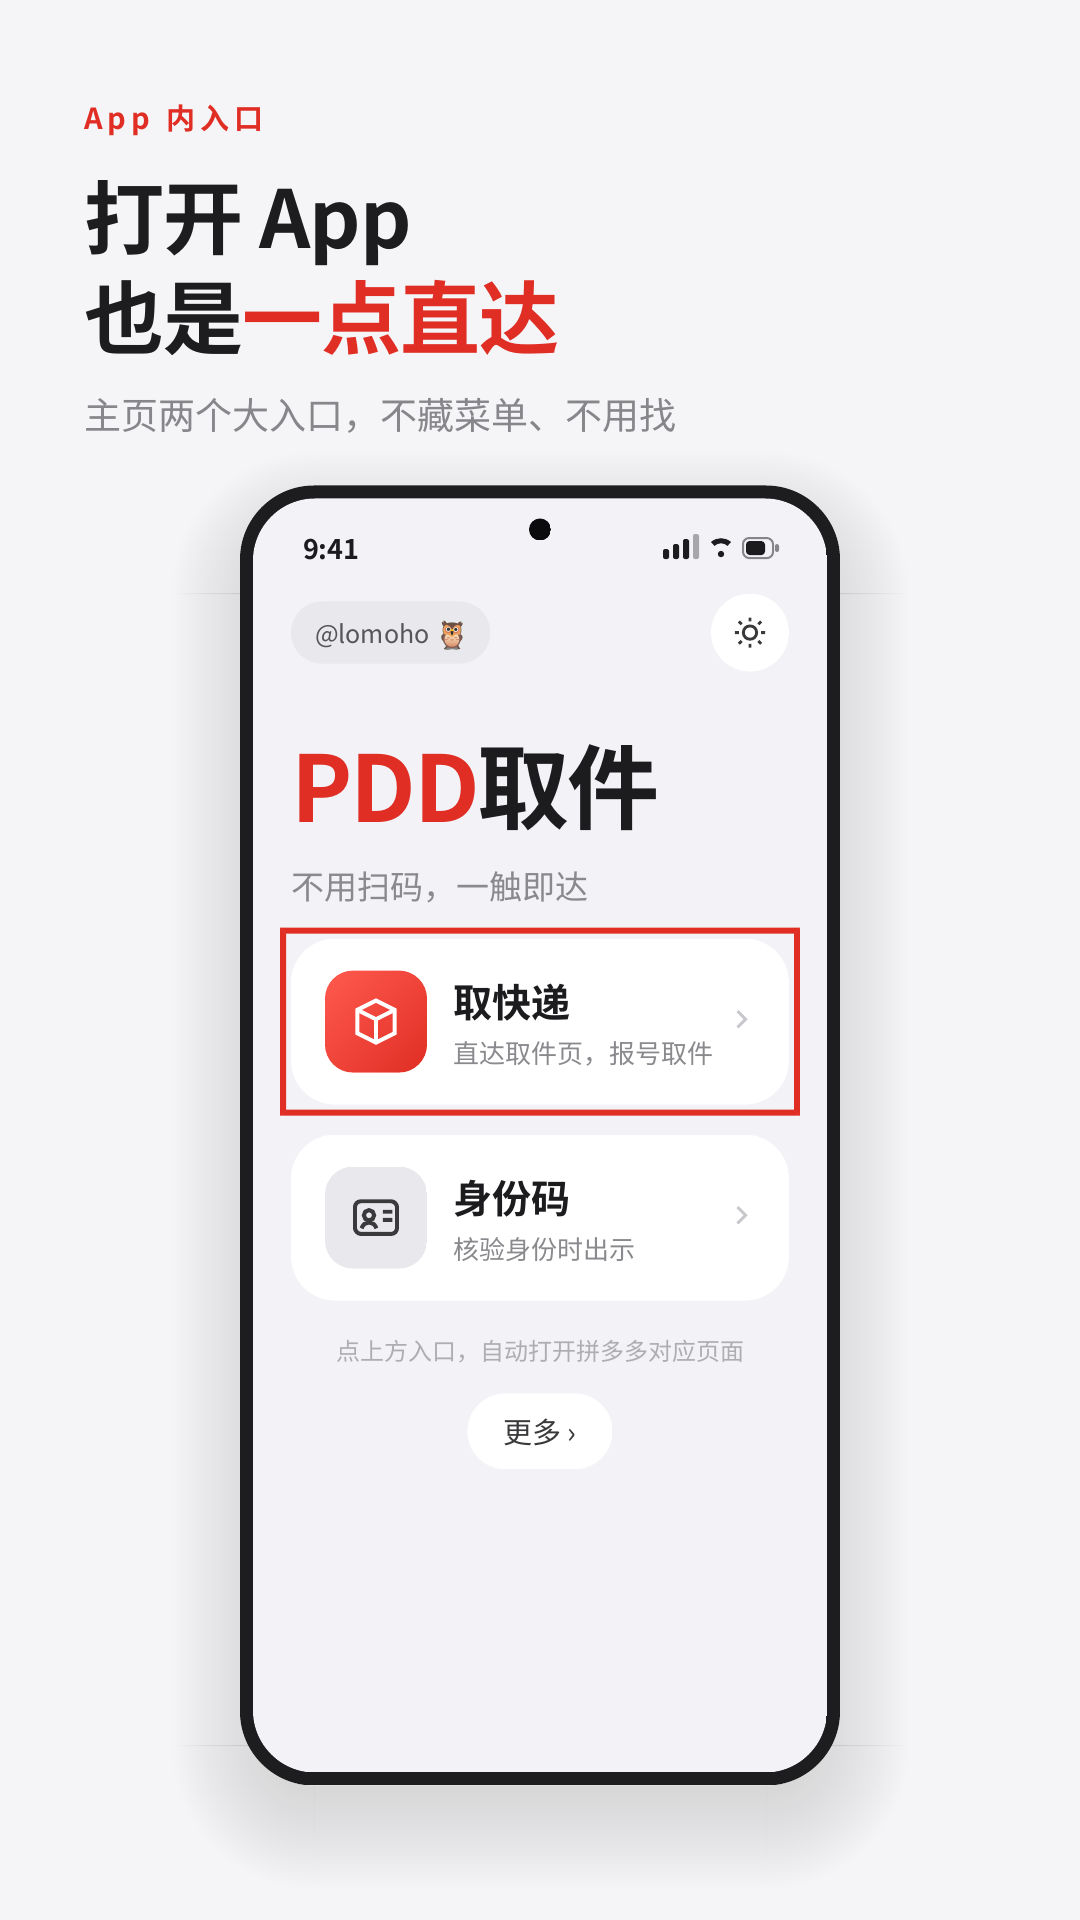 App 内入口
打开 App
也是一点直达
主页两个大入口，不藏菜单、不用找
9:41
@lomoho 🦉
PDD取件
不用扫码，一触即达
取快递
直达取件页，报号取件
身份码
核验身份时出示
点上方入口，自动打开拼多多对应页面
更多 ›